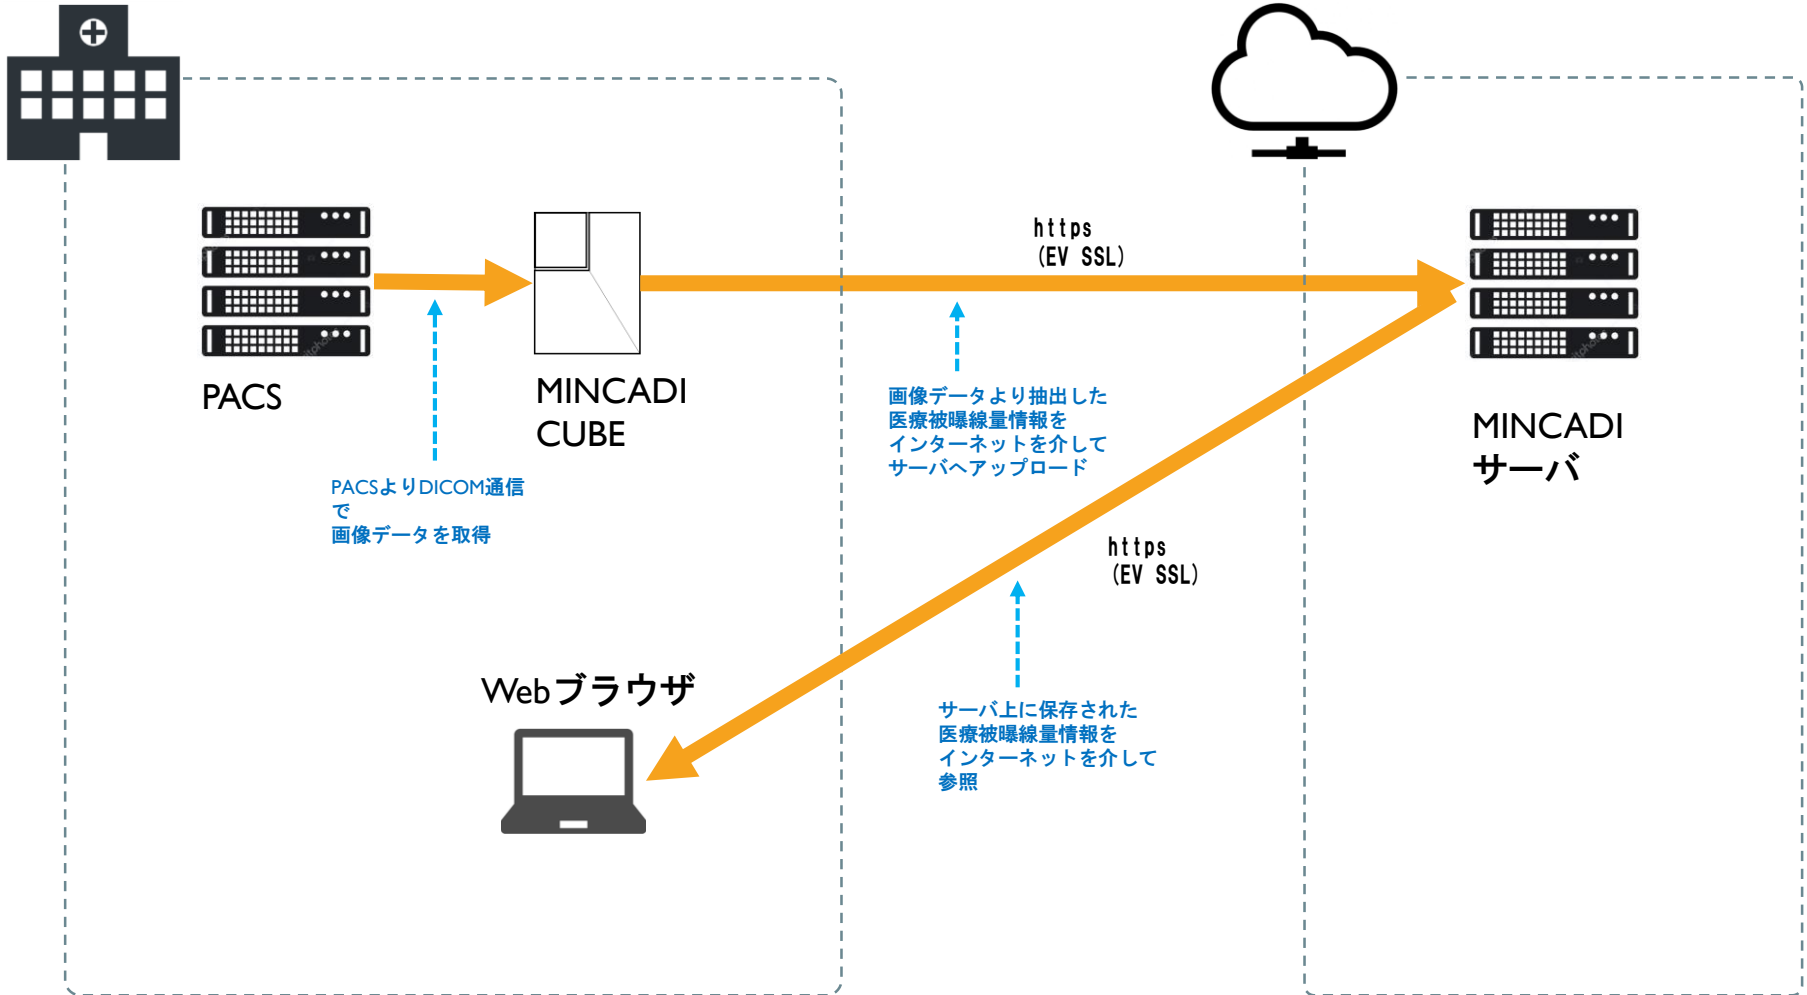 https
(EV SSL)
PACS
MINCADI
CUBE
画像データより抽出した
医療被曝線量情報を
インターネットを介して
サーバへアップロード
MINCADI
サーバ
PACSよりDICOM通信
で
画像データを取得
https
(EV SSL)
Webブラウザ
サーバ上に保存された
医療被曝線量情報を
インターネットを介して
参照